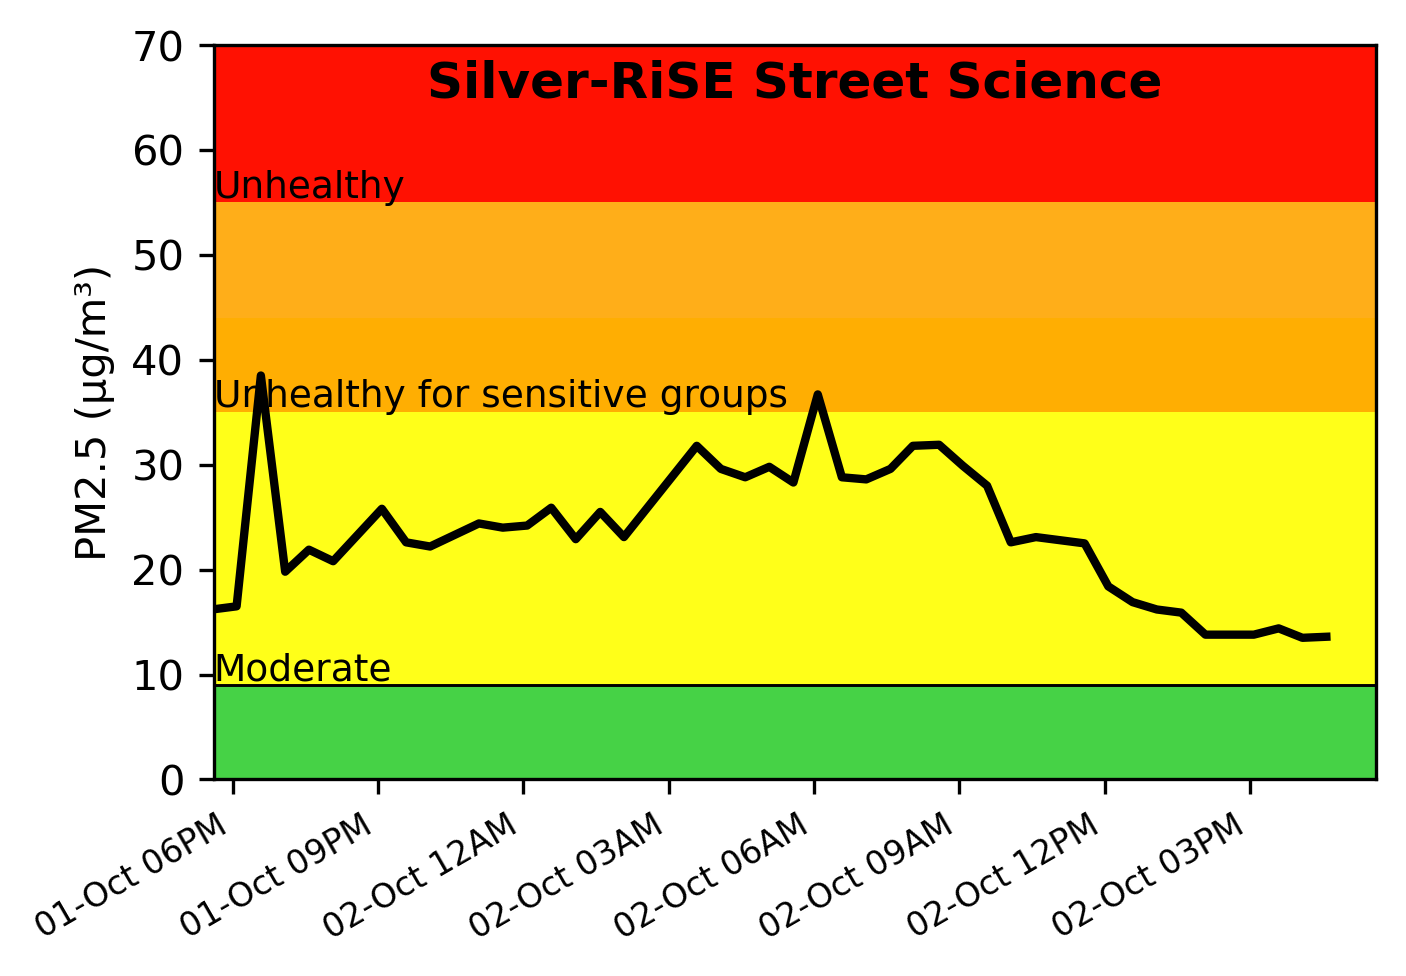 Silver-RiSE Street Science
70
60
Unhealthy
50
PM2.5 (µg/m³)
40
Unhealthy for sensitive groups
30
20
Moderate
10
0
01-Oct 06PM
01-Oct 09PM
02-Oct 12AM
02-Oct 03AM
02-Oct 06AM
02-Oct 09AM
02-Oct 12PM
02-Oct 03PM